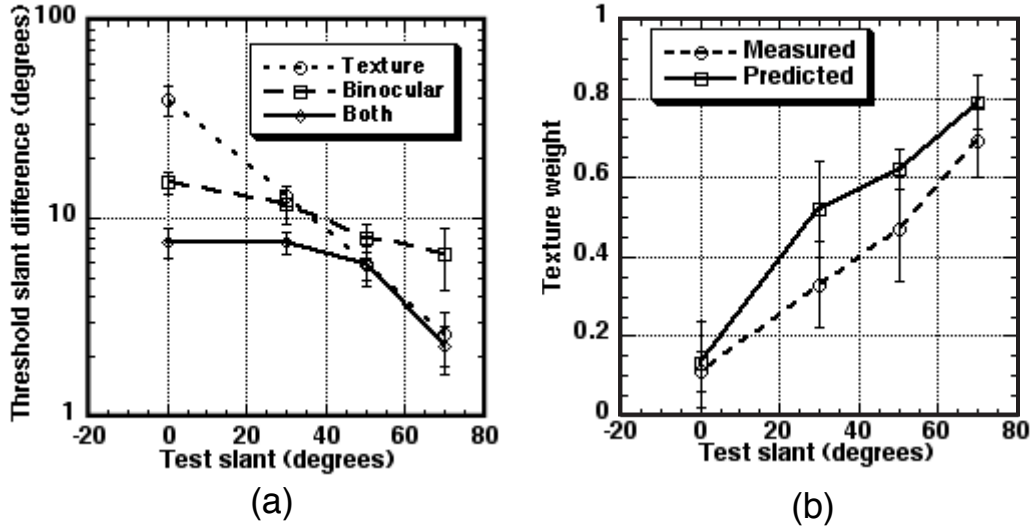 Threshold slant difference (degrees)
100
10
1
Texture
Binocular
Both
-20
0
20
40
60
80
Test slant (degrees)
(a)
Texture weight
1
0.8
0.6
0.4
0.2
0
Measured
Predicted
-20
0
20
40
60
80
Test slant (degrees)
(b)